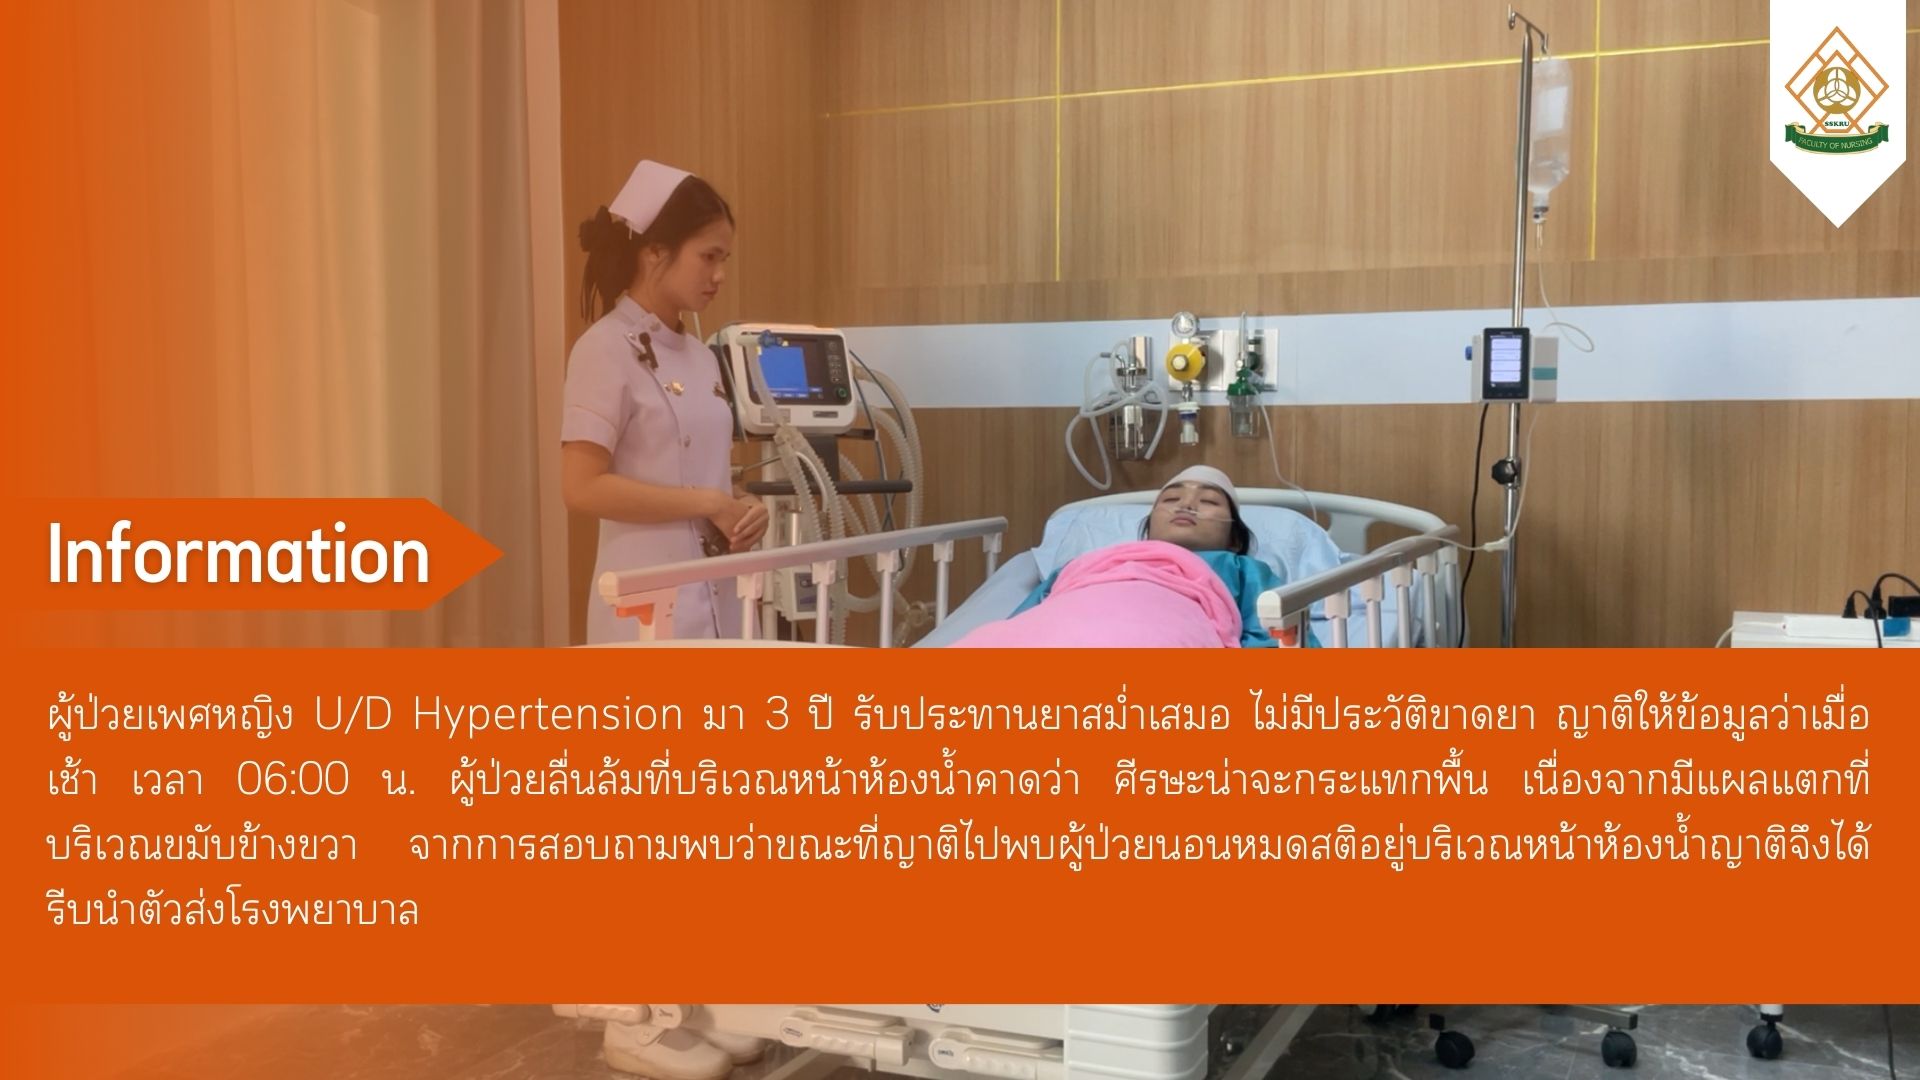 SSKRU
FACULTY OF NURSING
Information
ผู้ป่วยเพศหญิง U/D Hypertension มา 3 ปี รับประทานยาสม่ำเสมอ ไม่มีประวัติขาดยา ญาติให้ข้อมูลว่าเมื่อ
เช้า เวลา 06:00 น. ผู้ป่วยลื่นล้มที่บริเวณหน้าห้องน้ำคาดว่า ศีรษะน่าจะกระแทกพื้น เนื่องจากมีแผลแตกที่
บริเวณขมับข้างขวา จากการสอบถามพบว่าขณะที่ญาติไปพบผู้ป่วยนอนหมดสติอยู่บริเวณหน้าห้องน้ำญาติจึงได้
รีบนำตัวส่งโรงพยาบาล